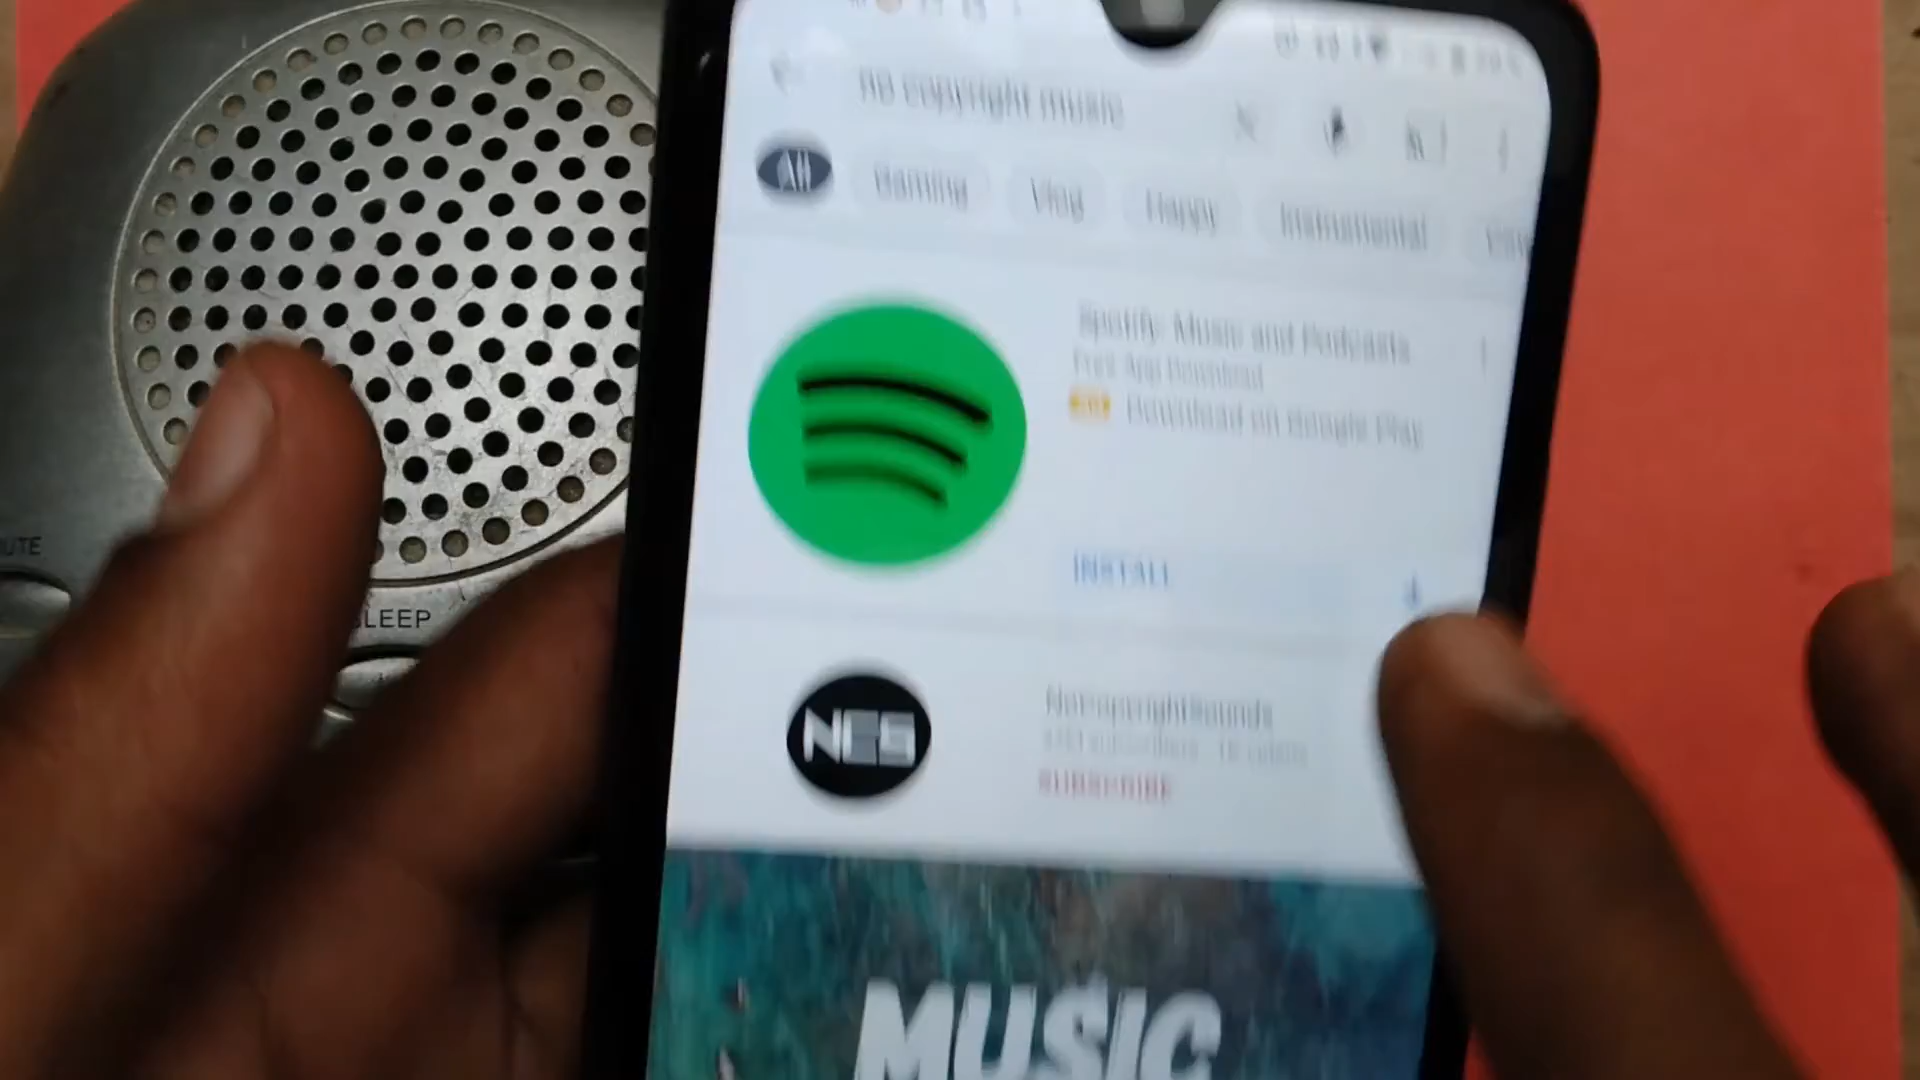 no copyright music
All Gaming Vlog Happy Instrumental
Spotify: Music and Podcasts
Free App Download
Download on Google Play
INSTALL
NCS
NoCopyrightSounds
SUBSCRIBE
MUSIC
UTE
SLEEP